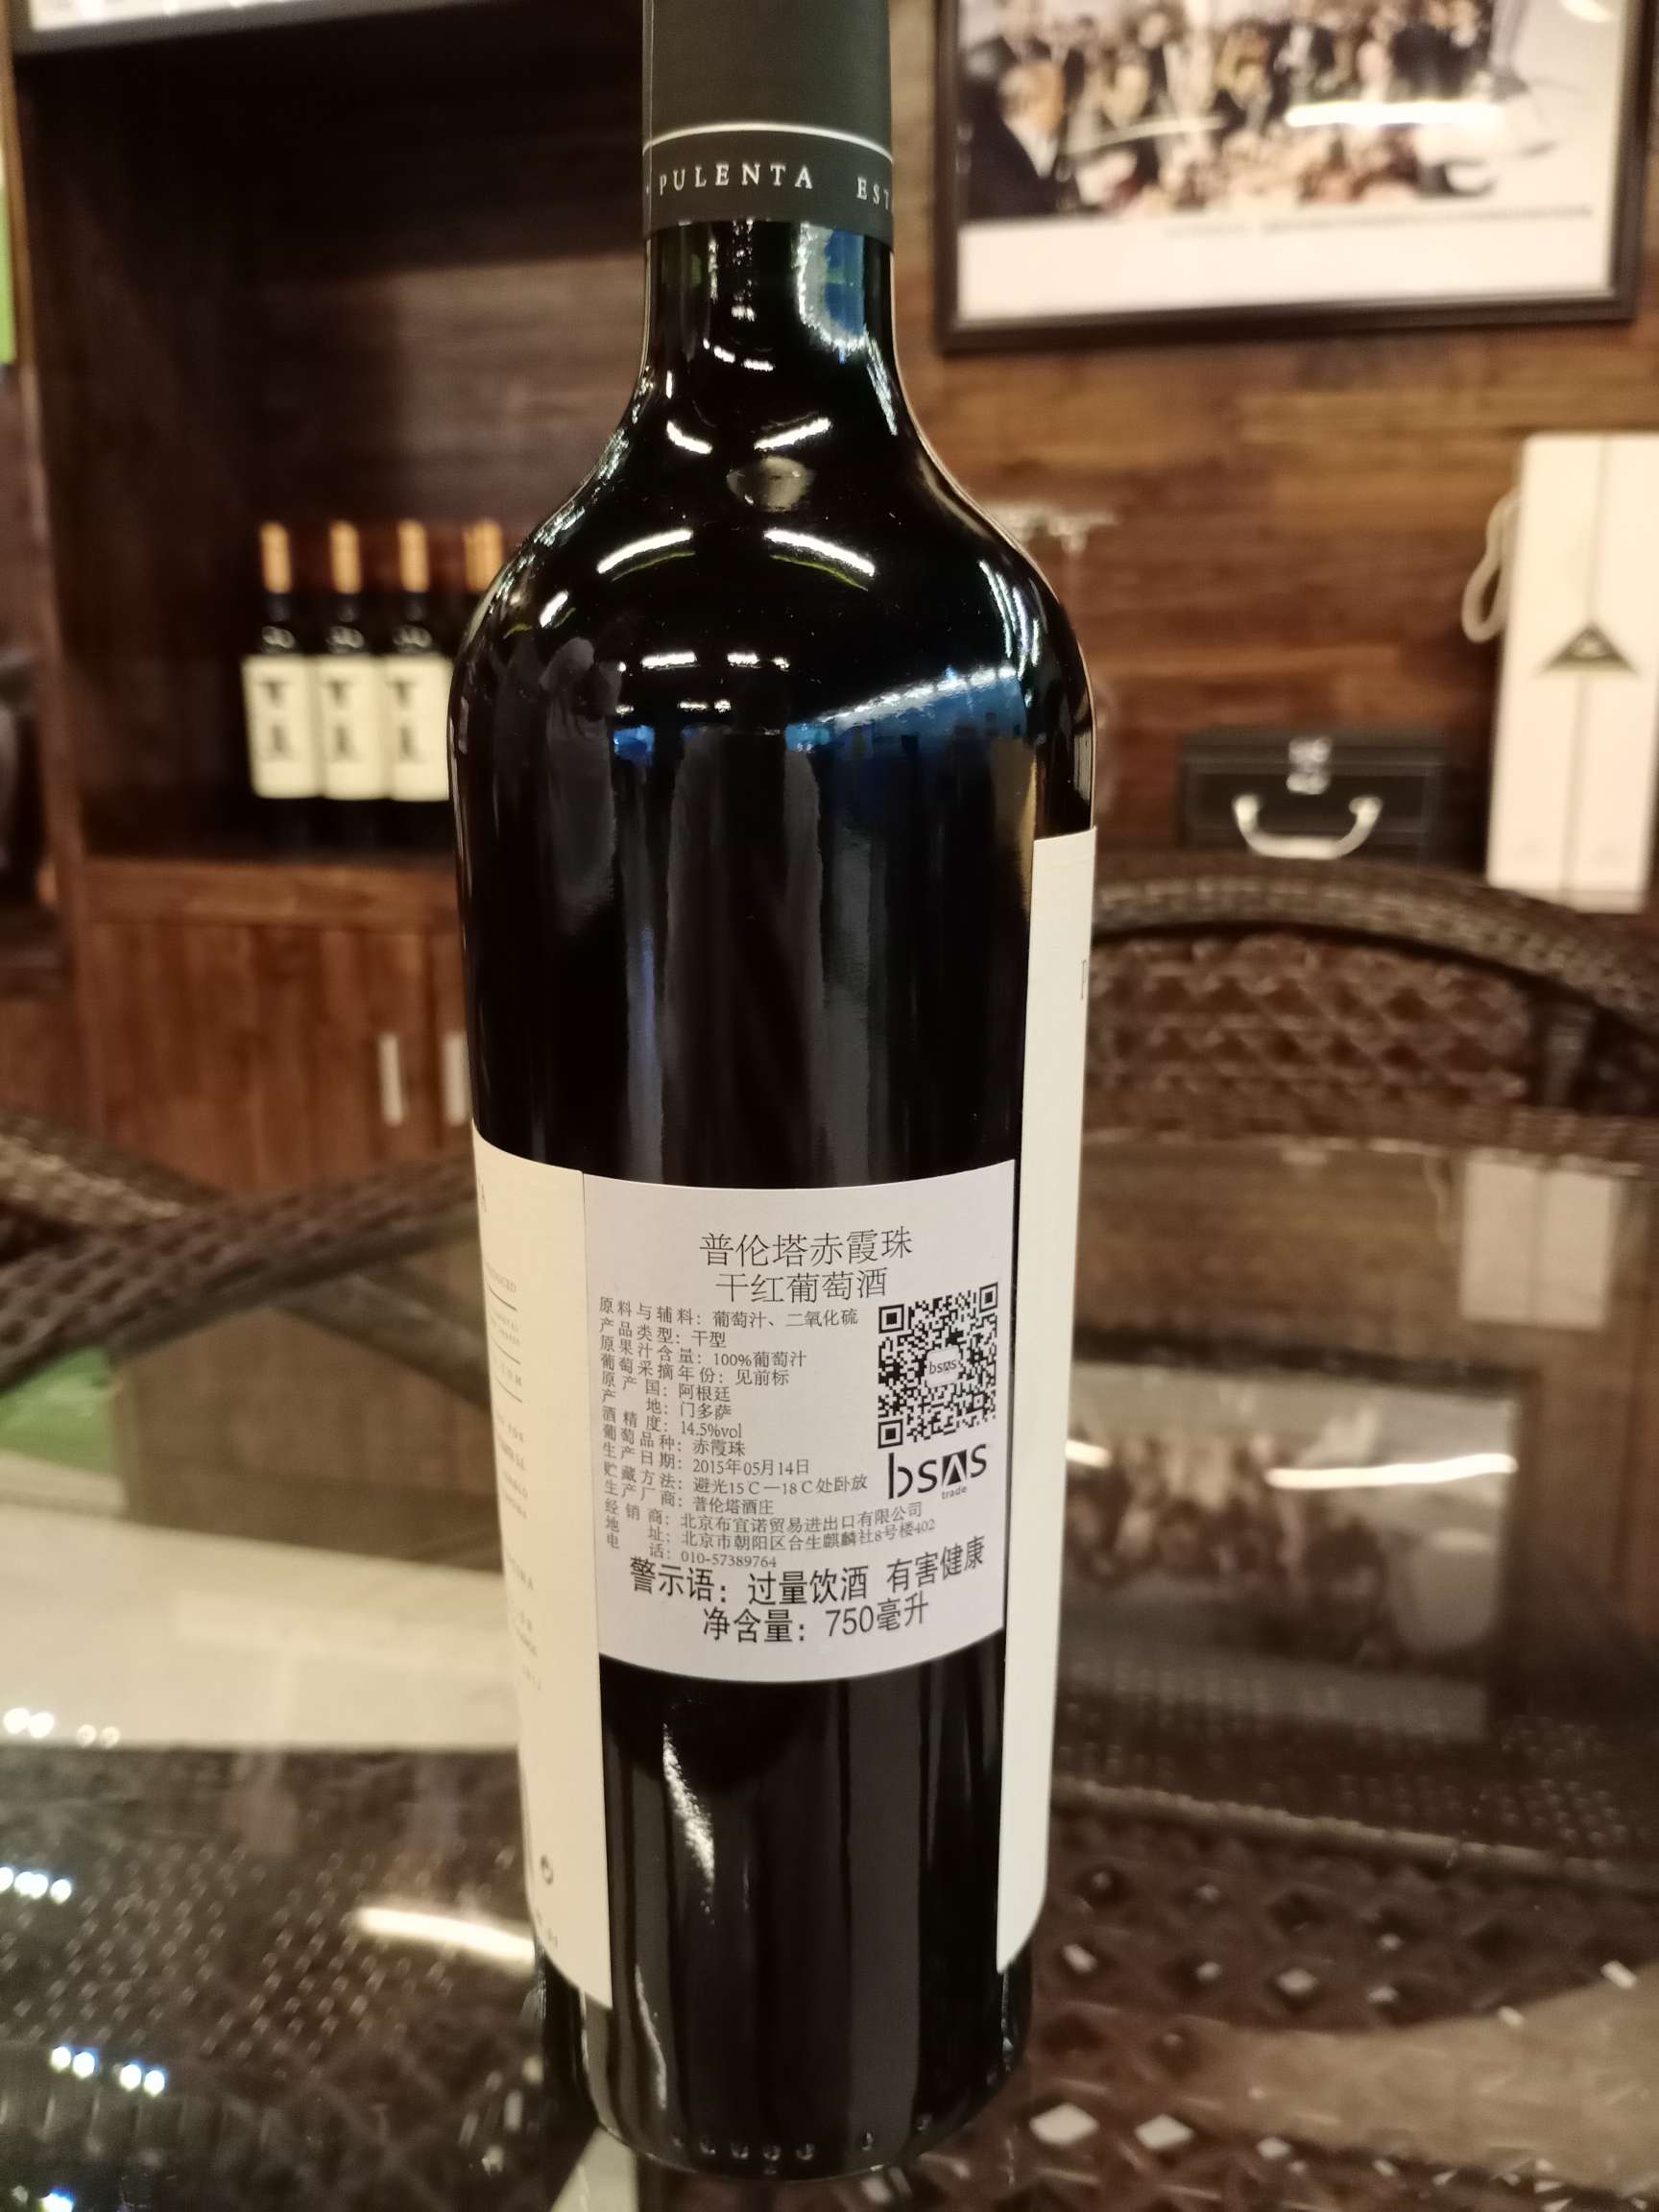 PULENTA EST
普伦塔赤霞珠
干红葡萄酒
原料与辅料：葡萄汁、二氧化硫
产品类型：干型
原果汁含量：100%葡萄汁
葡萄采摘年份：见前标
原产国：阿根廷
产地：门多萨
酒精度：14.5%vol
葡萄品种：赤霞珠
生产日期：2015年05月14日
贮藏方法：避光15℃—18℃处卧放
生产厂商：普伦塔酒庄
经销商：北京布宜诺贸易进出口有限公司
地址：北京市朝阳区合生麒麟社8号楼402
电话：010-57389764
bsas
bsas
trade
警示语：过量饮酒 有害健康
净含量：750毫升